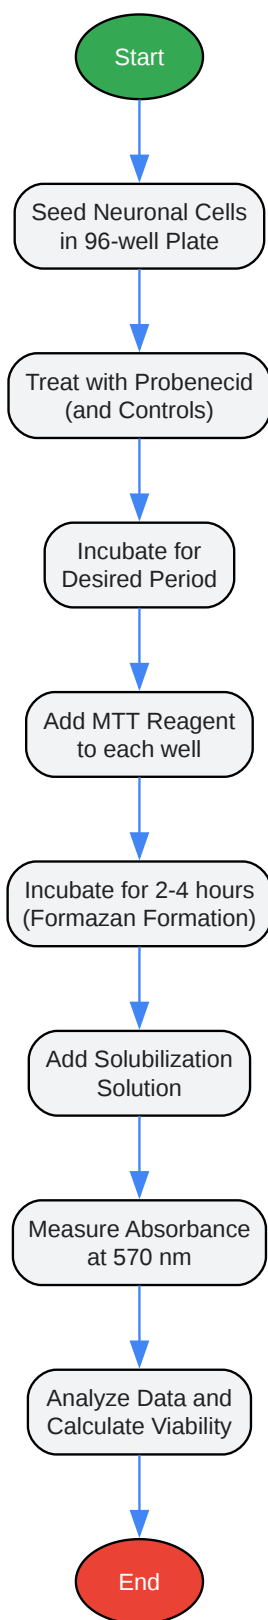 Start
Seed Neuronal Cells
in 96-well Plate
Treat with Probenecid
(and Controls)
Incubate for
Desired Period
Add MTT Reagent
to each well
Incubate for 2-4 hours
(Formazan Formation)
Add Solubilization
Solution
Measure Absorbance
at 570 nm
Analyze Data and
Calculate Viability
End